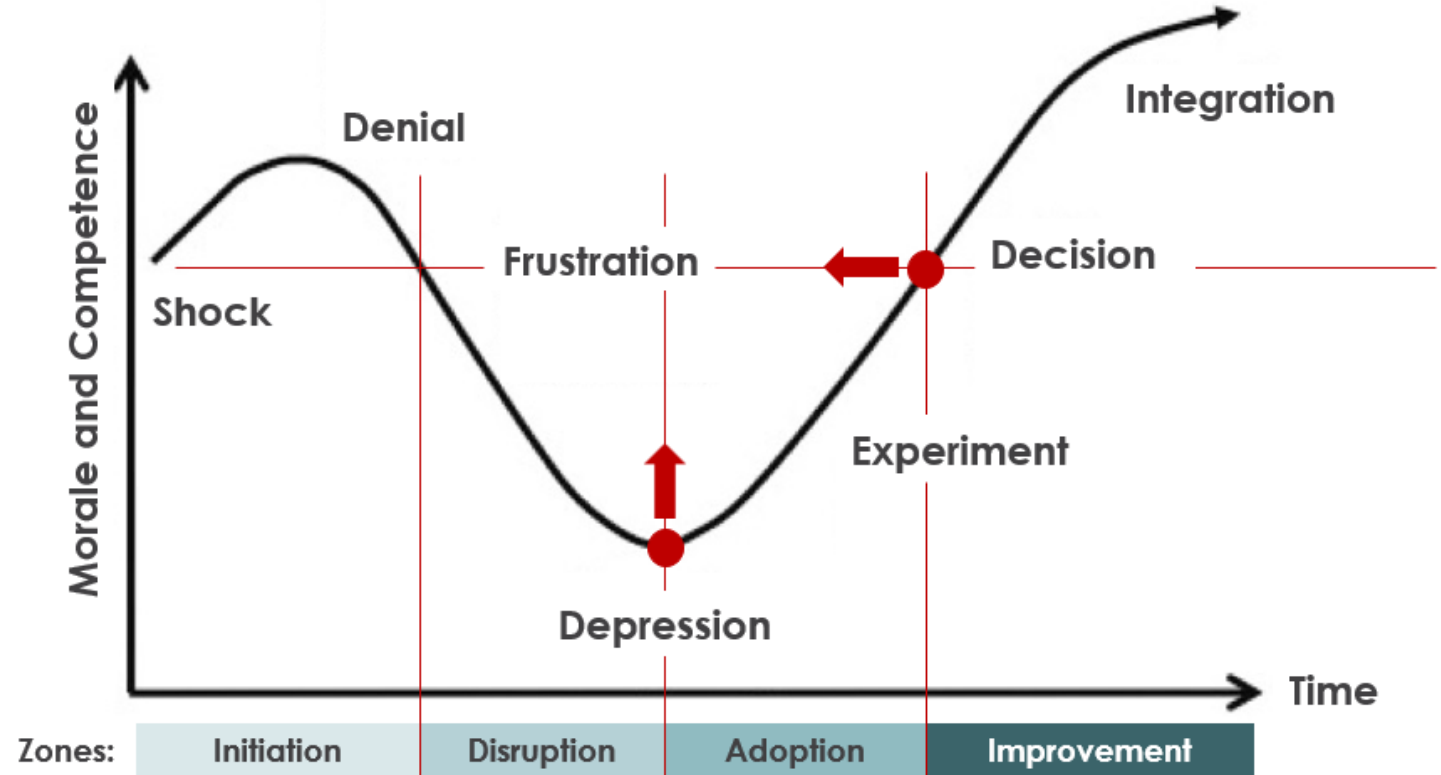 Integration
Denial
Morale and Competence
Frustration
Decision
Shock
Experiment
Depression
Time
Zones:
Initiation
Disruption
Adoption
Improvement